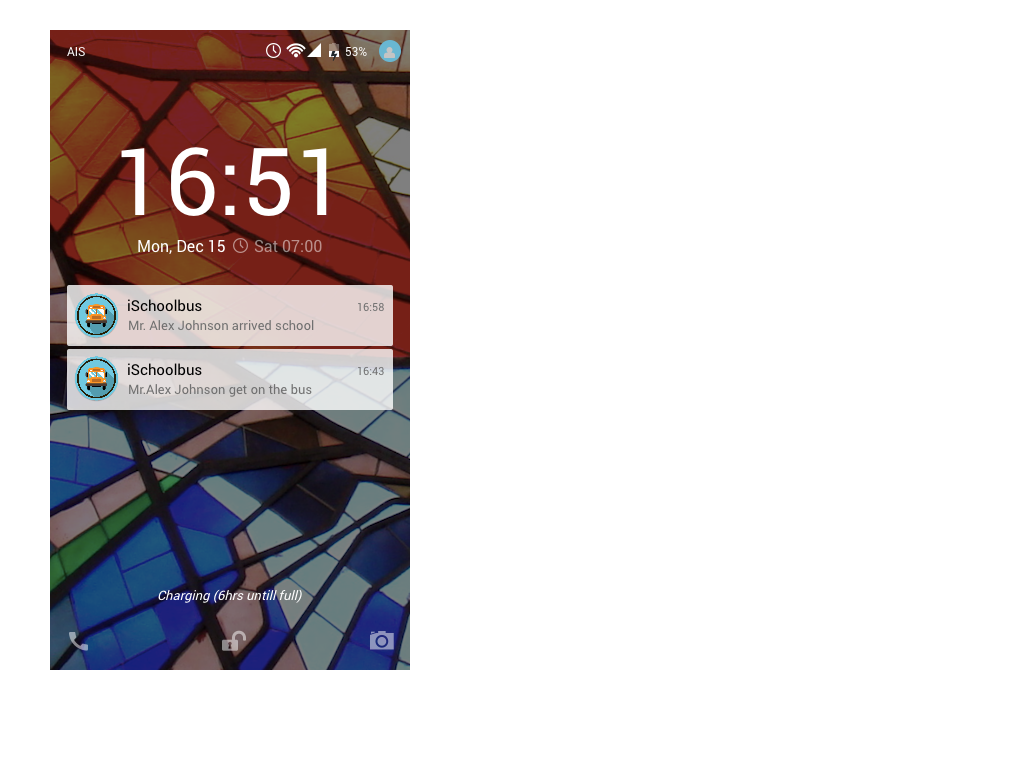 AIS 53%
16:51
Mon, Dec 15 Sat 07:00
iSchoolbus 16:58
Mr. Alex Johnson arrived school
iSchoolbus 16:43
Mr.Alex Johnson get on the bus
Charging (6hrs untill full)